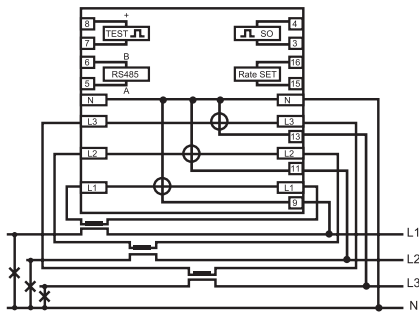 8 + 4
TEST SO
7 3
6 B 16
RS485 Rate SET
5 A 15
N N
L3 L3
13
L2 L2
11
L1 L1
9
L1
L2
L3
N